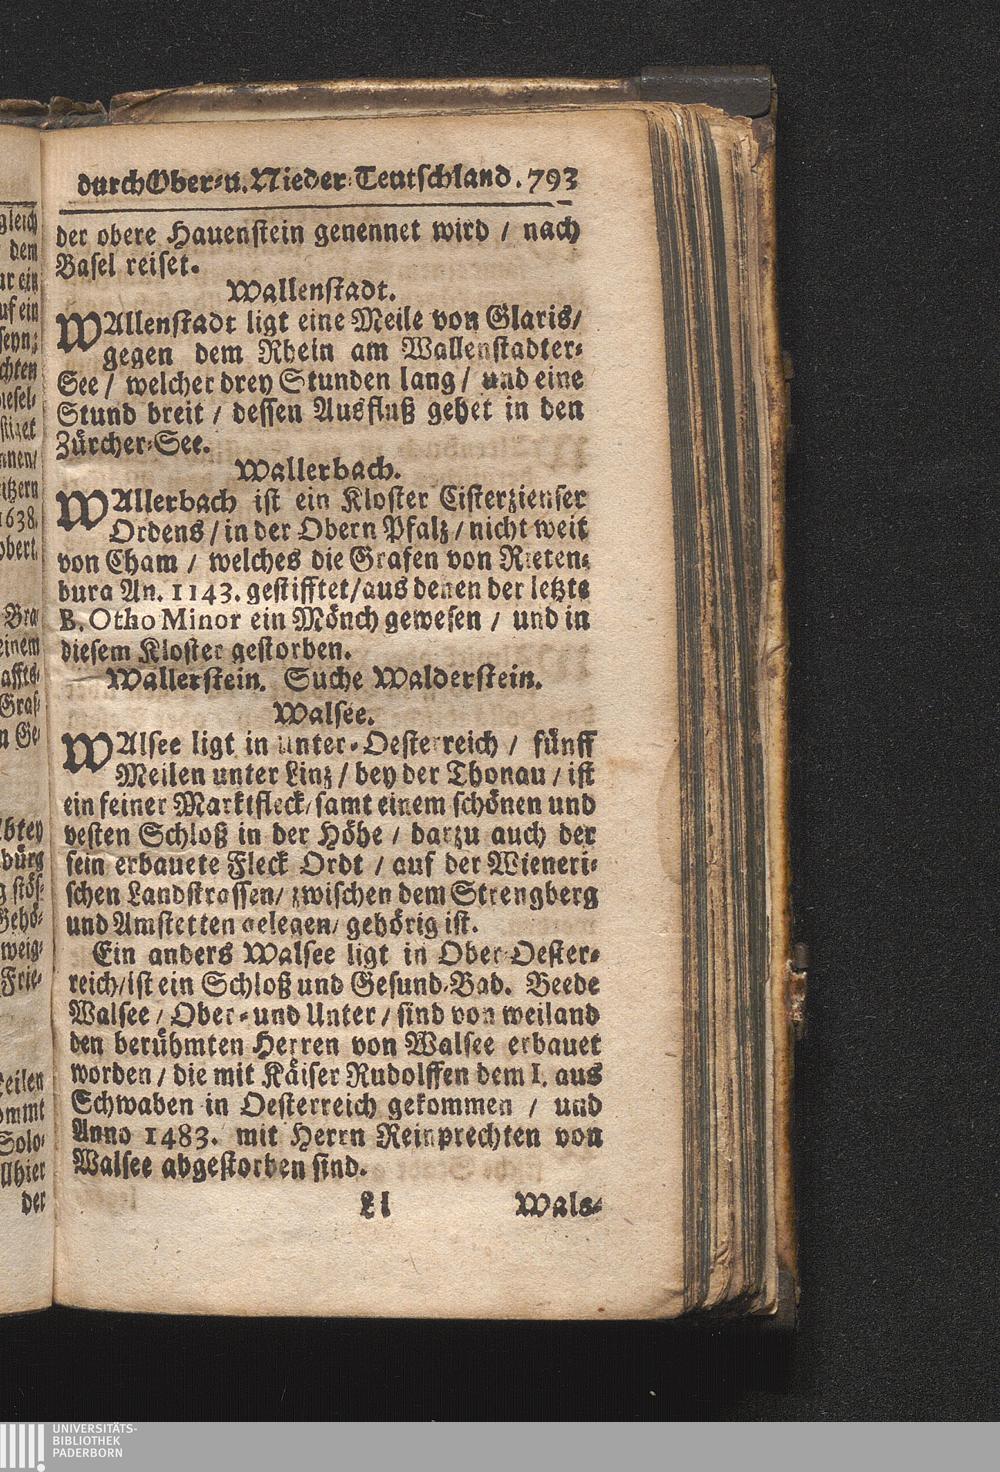 durch Ober- u. Nieder-Teutschland. 793
der obere Hauenstein genennet wird / nach
Basel reiset.
Wallenstadt.
WAllenstadt ligt eine Meile von Glaris/
gegen dem Rhein am Wallenstadter-
See / welcher drey Stunden lang / und eine
Stund breit / dessen Ausfluß gehet in den
Zürcher-See.
Wallerbach.
WAllerbach ist ein Kloster Cisterzienser
Ordens / in der Obern Pfalz / nicht weit
von Cham / welches die Grafen von Rieten-
burg An. 1143. gestifftet / aus denen der letzte
B. Otho Minor ein Mönch gewesen / und in
diesem Kloster gestorben.
Wallerstein. Suche Walderstein.
Walsee.
WAlsee ligt in Unter-Oesterreich / fünff
Meilen unter Linz / bey der Thonau / ist
ein feiner Marktfleck / samt einem schönen und
vesten Schloß in der Höhe / darzu auch der
fein erbauete Fleck Ordt / auf der Wieneri-
schen Landstrassen / zwischen dem Strengberg
und Amstetten gelegen / gehörig ist.
Ein anders Walsee ligt in Ober-Oester-
reich / ist ein Schloß und Gesund-Bad. Beede
Walsee / Ober- und Unter / sind von weiland
den berühmten Herren von Walsee erbauet
worden / die mit Käiser Rudolffen dem I. aus
Schwaben in Oesterreich gekommen / und
Anno 1483. mit Herrn Reinprechten von
Walsee abgestorben sind.
Ll Wals-
UNIVERSITÄTS-
BIBLIOTHEK
PADERBORN